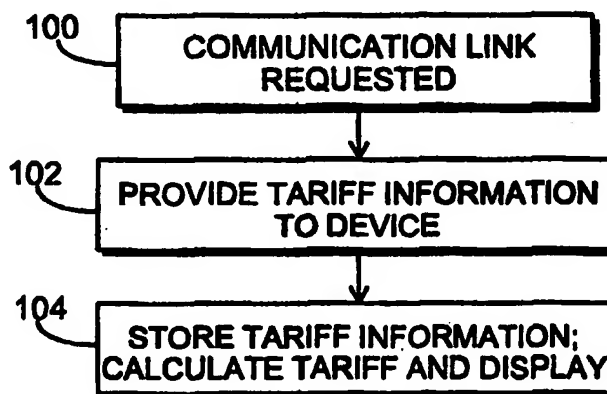 100
COMMUNICATION LINK
REQUESTED
102
PROVIDE TARIFF INFORMATION
TO DEVICE
104
STORE TARIFF INFORMATION;
CALCULATE TARIFF AND DISPLAY